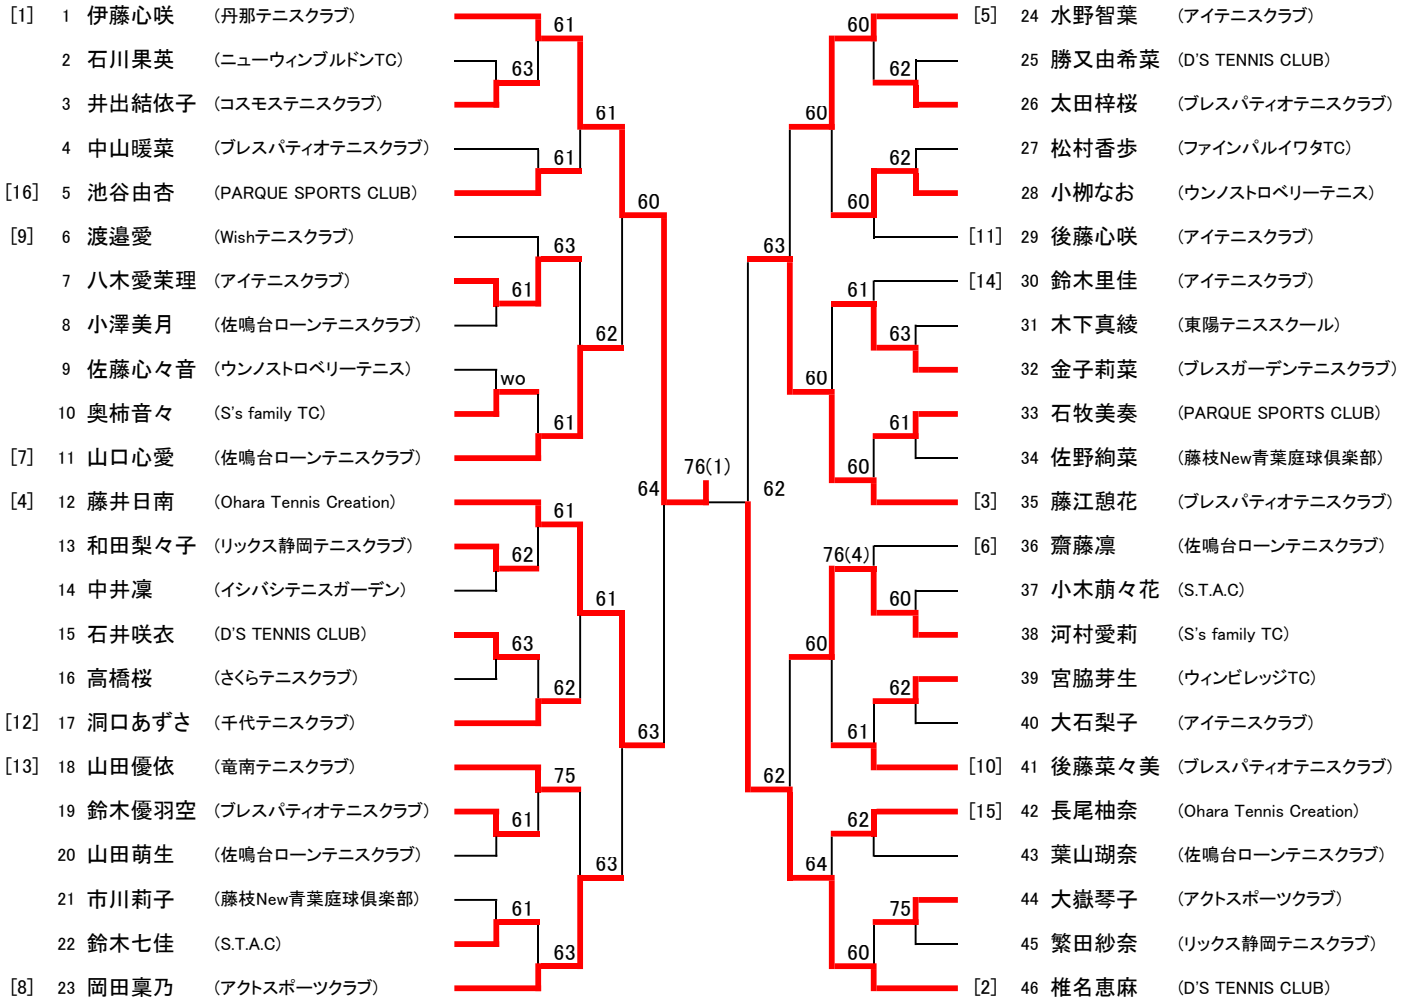 [1] 1 伊藤心咲 (丹那テニスクラブ)
2 石川果英 (ニューウィンブルドンTC)
3 井出結依子 (コスモステニスクラブ)
4 中山暖菜 (ブレスパティオテニスクラブ)
[16] 5 池谷由杏 (PARQUE SPORTS CLUB)
[9] 6 渡邉愛 (Wishテニスクラブ)
7 八木愛茉理 (アイテニスクラブ)
8 小澤美月 (佐鳴台ローンテニスクラブ)
9 佐藤心々音 (ウンノストロベリーテニス)
10 奥柿音々 (S's family TC)
[7] 11 山口心愛 (佐鳴台ローンテニスクラブ)
[4] 12 藤井日南 (Ohara Tennis Creation)
13 和田梨々子 (リックス静岡テニスクラブ)
14 中井凜 (イシバシテニスガーデン)
15 石井咲衣 (D'S TENNIS CLUB)
16 高橋桜 (さくらテニスクラブ)
[12] 17 洞口あずさ (千代テニスクラブ)
[13] 18 山田優依 (竜南テニスクラブ)
19 鈴木優羽空 (ブレスパティオテニスクラブ)
20 山田萌生 (佐鳴台ローンテニスクラブ)
21 市川莉子 (藤枝New青葉庭球俱楽部)
22 鈴木七佳 (S.T.A.C)
[8] 23 岡田稟乃 (アクトスポーツクラブ)
61
63
61
61
60
63
61
62
wo
61
64
61
62
61
63
62
63
75
61
63
61
63
76(1)
62
60
62
60
62
60
63
61
63
60
61
60
76(4)
60
60
62
61
62
62
64
75
60
[5] 24 水野智葉 (アイテニスクラブ)
25 勝又由希菜 (D'S TENNIS CLUB)
26 太田梓桜 (ブレスパティオテニスクラブ)
27 松村香歩 (ファインパルイワタTC)
28 小栁なお (ウンノストロベリーテニス)
[11] 29 後藤心咲 (アイテニスクラブ)
[14] 30 鈴木里佳 (アイテニスクラブ)
31 木下真綾 (東陽テニススクール)
32 金子莉菜 (ブレスガーデンテニスクラブ)
33 石牧美奏 (PARQUE SPORTS CLUB)
34 佐野絢菜 (藤枝New青葉庭球俱楽部)
[3] 35 藤江憩花 (ブレスパティオテニスクラブ)
[6] 36 齋藤凛 (佐鳴台ローンテニスクラブ)
37 小木萠々花 (S.T.A.C)
38 河村愛莉 (S's family TC)
39 宮脇芽生 (ウィンビレッジTC)
40 大石梨子 (アイテニスクラブ)
[10] 41 後藤菜々美 (ブレスパティオテニスクラブ)
[15] 42 長尾柚奈 (Ohara Tennis Creation)
43 葉山瑚奈 (佐鳴台ローンテニスクラブ)
44 大嶽琴子 (アクトスポーツクラブ)
45 繁田紗奈 (リックス静岡テニスクラブ)
[2] 46 椎名恵麻 (D'S TENNIS CLUB)